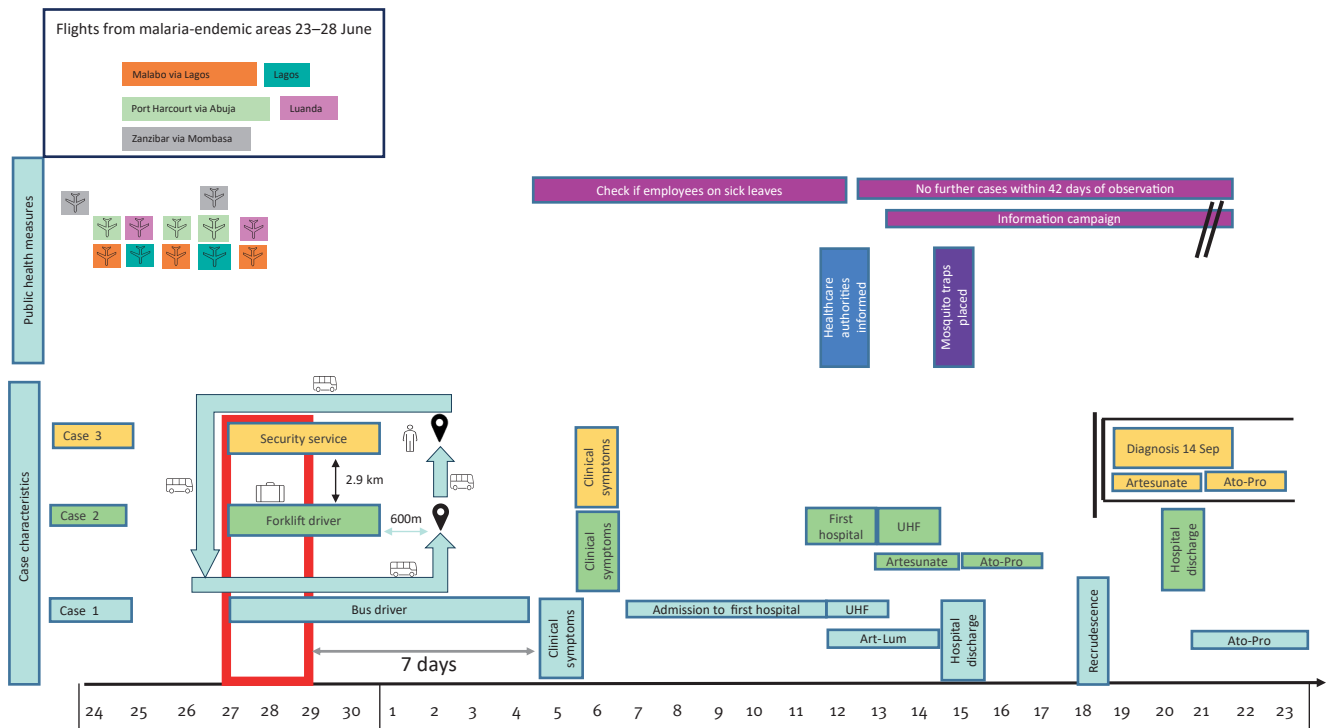 Flights from malaria-endemic areas 23–28 June
Malabo via Lagos
Lagos
Port Harcourt via Abuja
Luanda
Zanzibar via Mombasa
Public health measures
Check if employees on sick leaves
No further cases within 42 days of observation
Information campaign
Healthcare
authorities
informed
Mosquito traps
placed
Case characteristics
Case 3
Security service
Clinical
symptoms
Diagnosis 14 Sep
Artesunate
Ato-Pro
2.9 km
Case 2
Forklift driver
600m
Clinical
symptoms
First
hospital
UHF
Artesunate
Ato-Pro
Hospital
discharge
Case 1
Bus driver
Clinical
symptoms
Admission to first hospital
UHF
Art-Lum
Hospital
discharge
Recrudescence
Ato-Pro
7 days
24 25 26 27 28 29 30 1 2 3 4 5 6 7 8 9 10 11 12 13 14 15 16 17 18 19 20 21 22 23